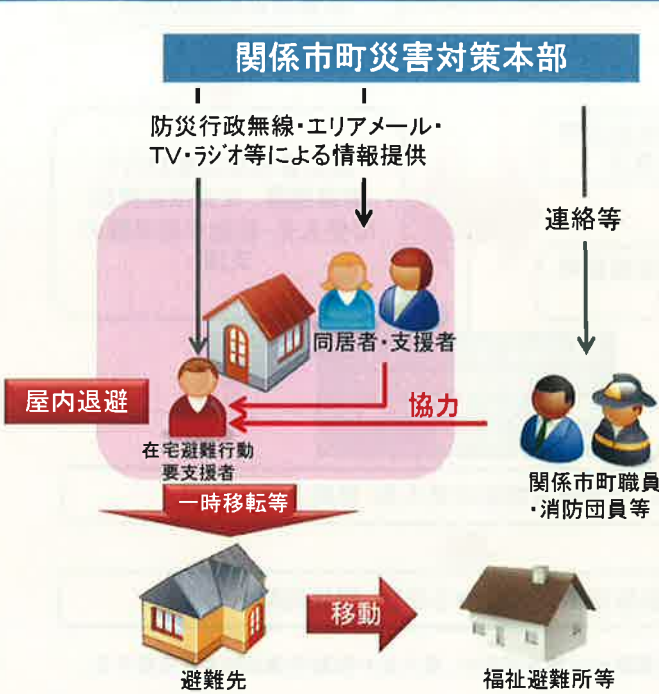 関係市町災害対策本部
防災行政無線・エリアメール・
TV・ラジオ等による情報提供
連絡等
同居者・支援者
屋内退避
協力
在宅避難行動
要支援者
関係市町職員
・消防団員等
一時移転等
移動
避難先
福祉避難所等